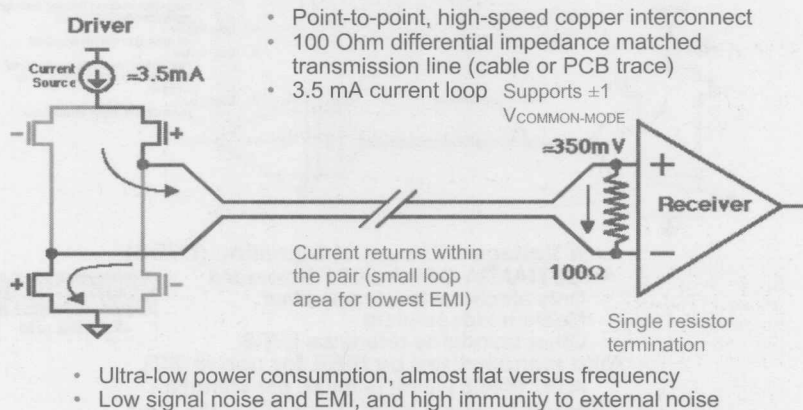 Driver
Current
Source
≈3.5mA
• Point-to-point, high-speed copper interconnect
• 100 Ohm differential impedance matched
transmission line (cable or PCB trace)
• 3.5 mA current loop
Supports ±1
VCOMMON-MODE
−
+
≈350mV
+
Receiver
−
100Ω
+
−
Current returns within
the pair (small loop
area for lowest EMI)
Single resistor
termination
• Ultra-low power consumption, almost flat versus frequency
• Low signal noise and EMI, and high immunity to external noise